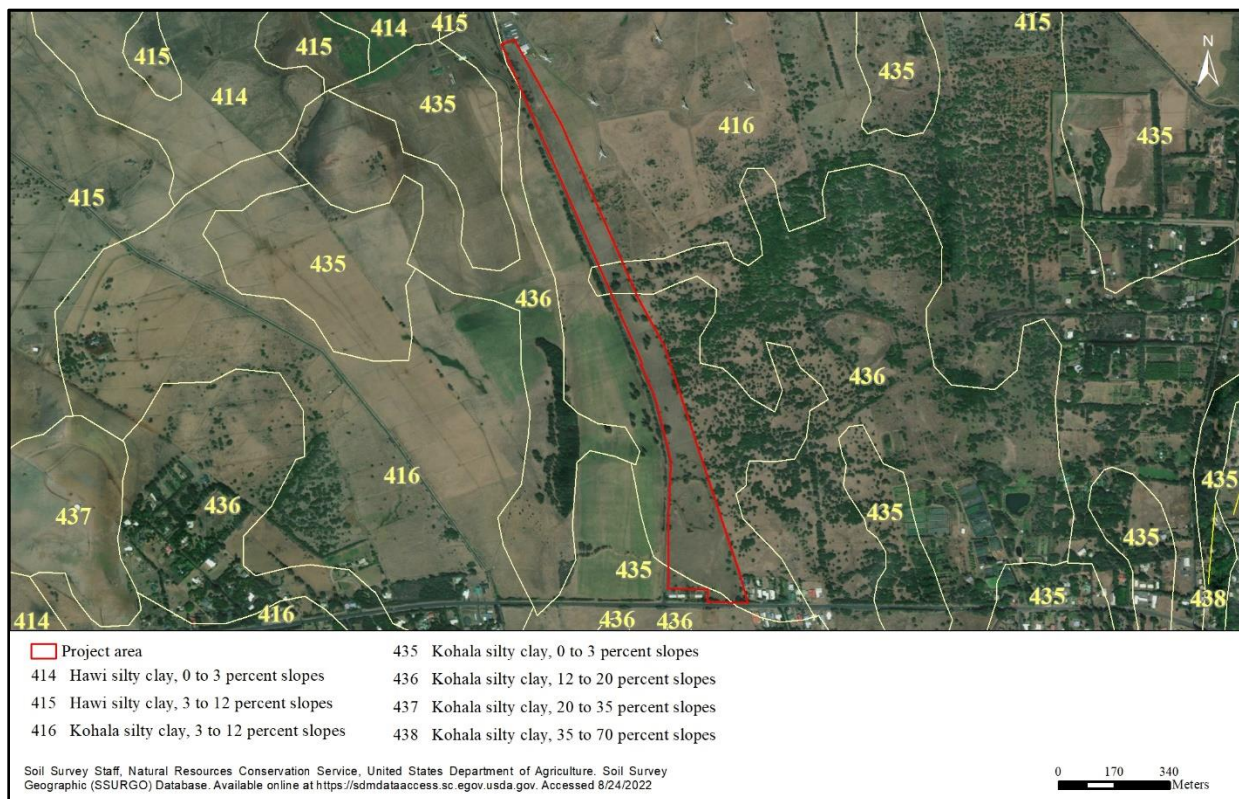 415
414
415
N
415
415
414
435
435
416
435
415
435
436
436
435
416
437
436
435
435
435
435
438
414
416
436
436
Project area
414 Hawi silty clay, 0 to 3 percent slopes
415 Hawi silty clay, 3 to 12 percent slopes
416 Kohala silty clay, 3 to 12 percent slopes
435 Kohala silty clay, 0 to 3 percent slopes
436 Kohala silty clay, 12 to 20 percent slopes
437 Kohala silty clay, 20 to 35 percent slopes
438 Kohala silty clay, 35 to 70 percent slopes
Soil Survey Staff, Natural Resources Conservation Service, United States Department of Agriculture. Soil Survey
Geographic (SSURGO) Database. Available online at https://sdmdataaccess.sc.egov.usda.gov. Accessed 8/24/2022
0 170 340
Meters